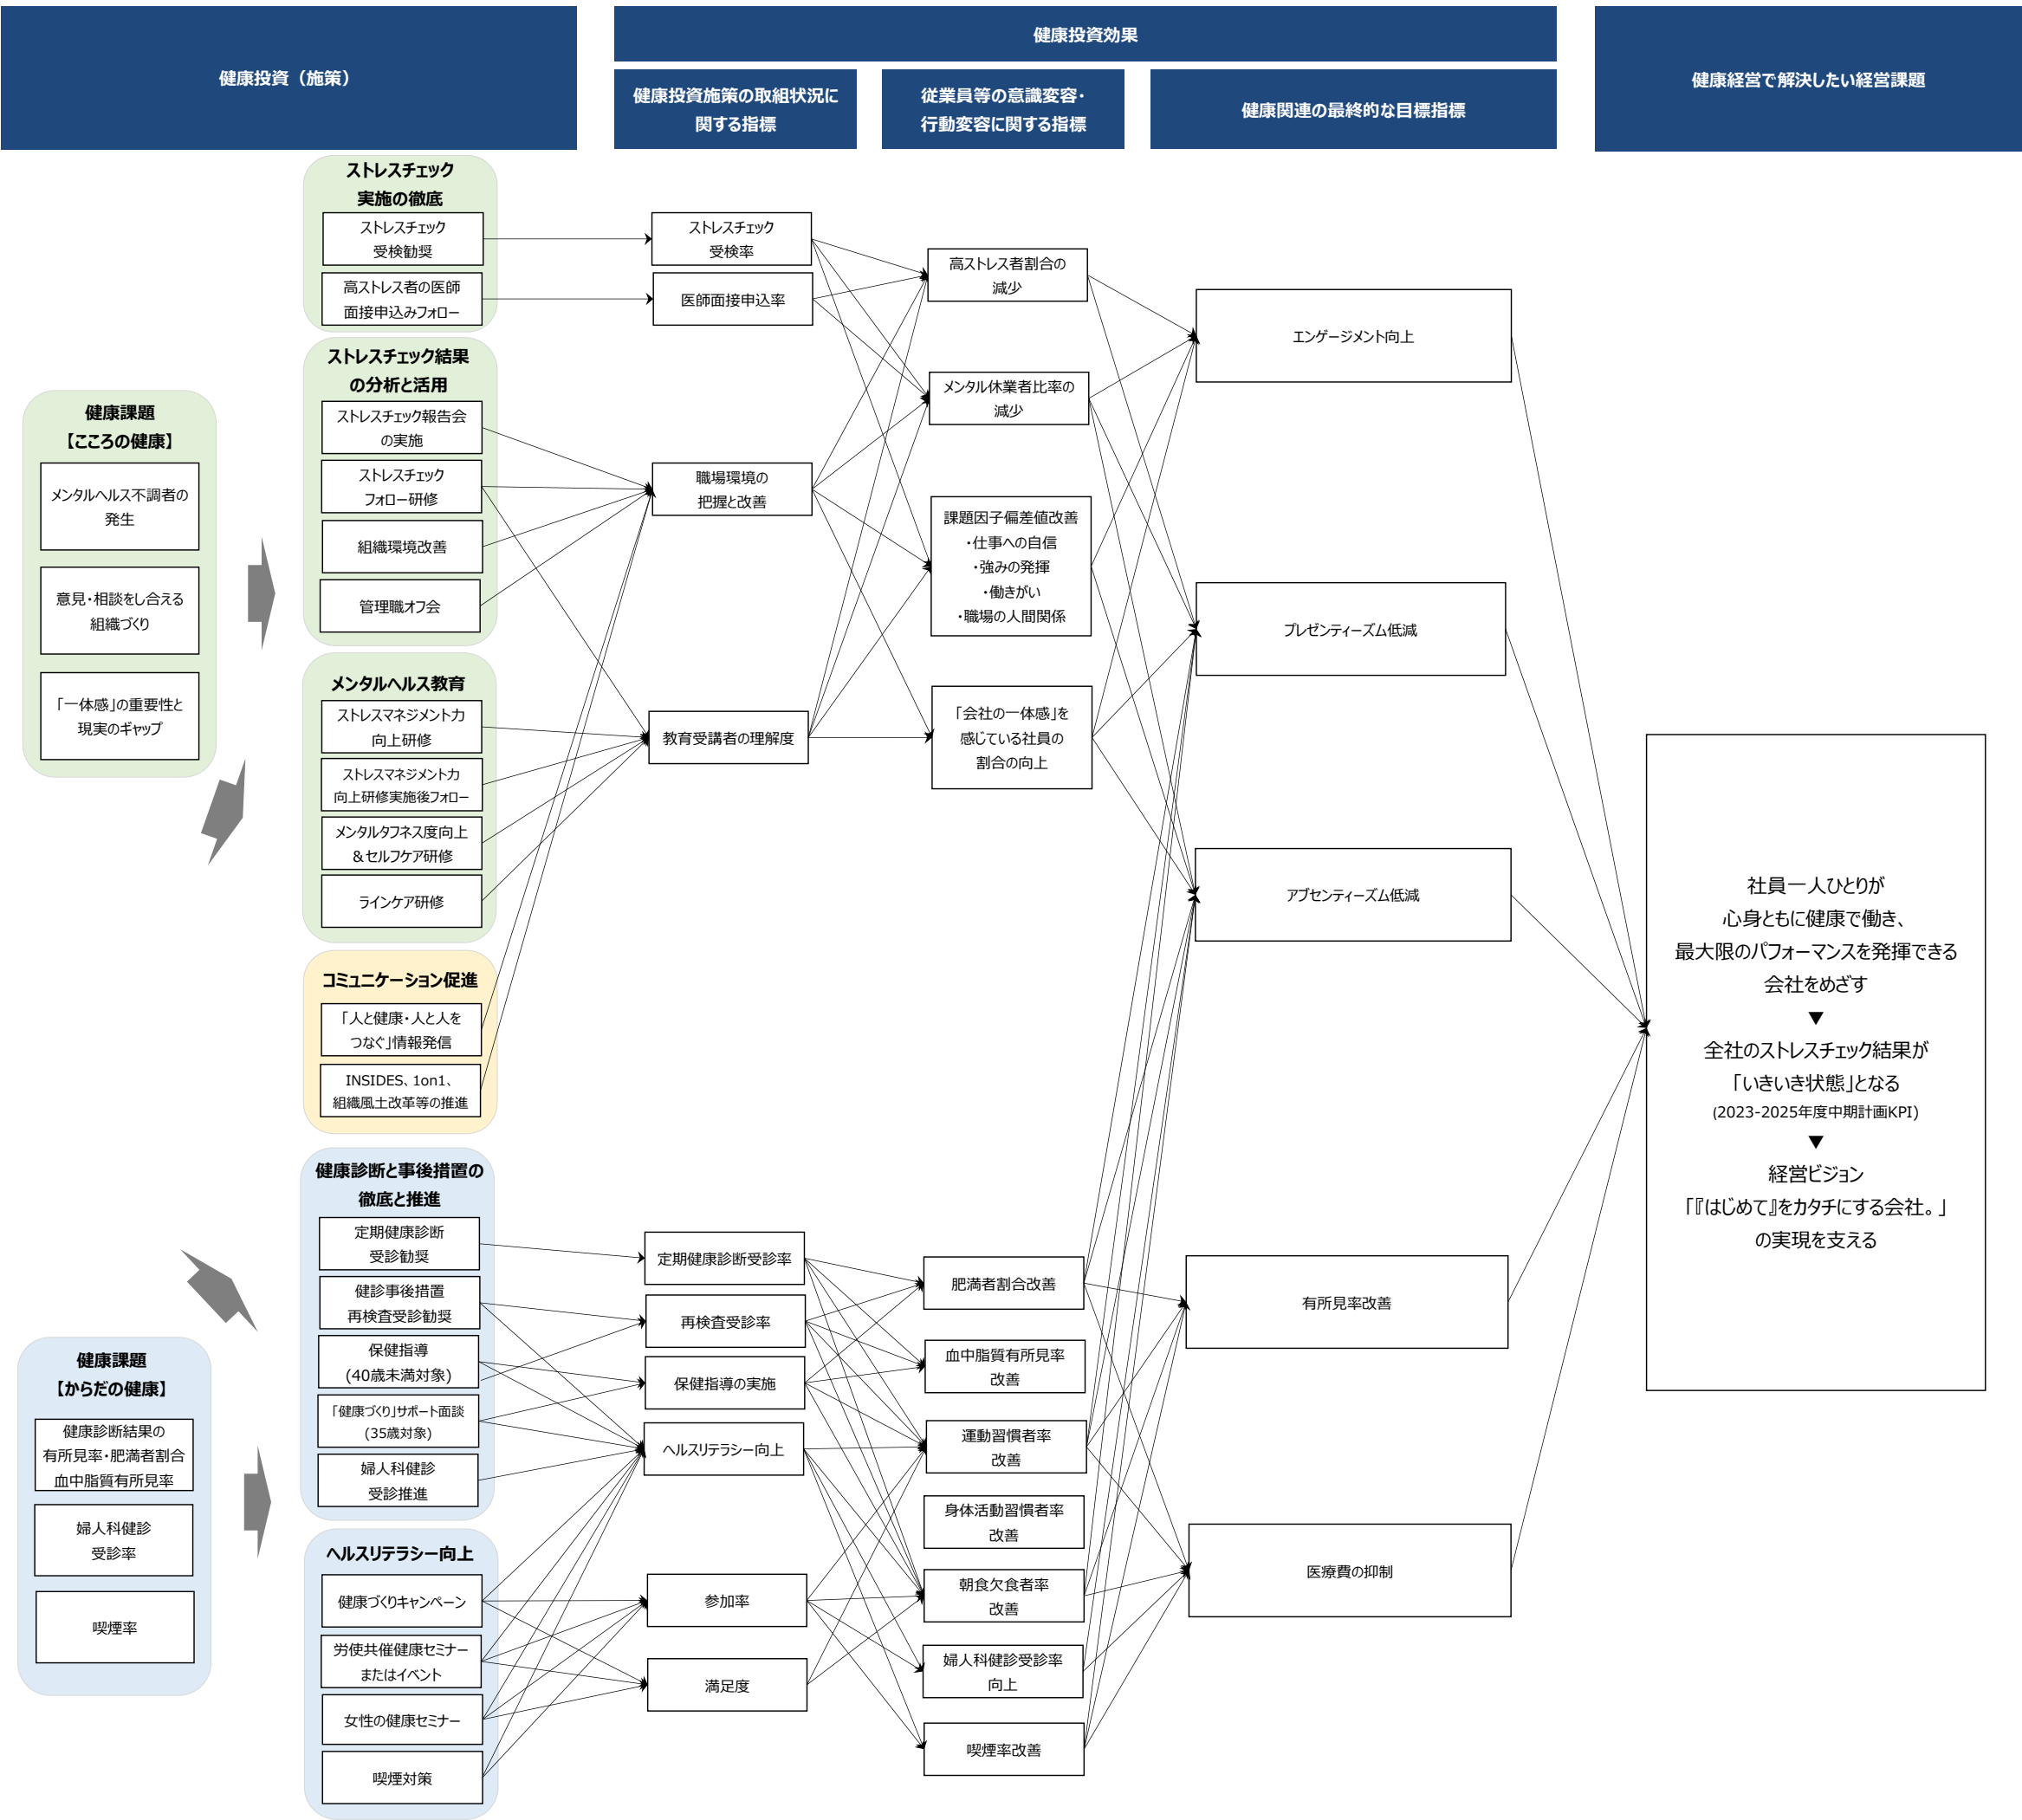 健康投資（施策）
健康投資効果
健康投資施策の取組状況に
関する指標
従業員等の意識変容・
行動変容に関する指標
健康関連の最終的な目標指標
健康経営で解決したい経営課題
健康課題
【こころの健康】
メンタルヘルス不調者の
発生
意見・相談をし合える
組織づくり
「一体感」の重要性と
現実のギャップ
健康課題
【からだの健康】
健康診断結果の
有所見率・肥満者割合
血中脂質有所見率
婦人科健診
受診率
喫煙率
ストレスチェック
実施の徹底
ストレスチェック
受検勧奨
高ストレス者の医師
面接申込みフォロー
ストレスチェック結果
の分析と活用
ストレスチェック報告会
の実施
ストレスチェック
フォロー研修
組織環境改善
管理職オフ会
メンタルヘルス教育
ストレスマネジメント力
向上研修
ストレスマネジメント力
向上研修実施後フォロー
メンタルタフネス度向上
＆セルフケア研修
ラインケア研修
コミュニケーション促進
「人と健康・人と人を
つなぐ」情報発信
INSIDES、1on1、
組織風土改革等の推進
健康診断と事後措置の
徹底と推進
定期健康診断
受診勧奨
健診事後措置
再検査受診勧奨
保健指導
(40歳未満対象)
「健康づくり」サポート面談
(35歳対象)
婦人科健診
受診推進
ヘルスリテラシー向上
健康づくりキャンペーン
労使共催健康セミナー
またはイベント
女性の健康セミナー
喫煙対策
ストレスチェック
受検率
医師面接申込率
職場環境の
把握と改善
教育受講者の理解度
定期健康診断受診率
再検査受診率
保健指導の実施
ヘルスリテラシー向上
参加率
満足度
高ストレス者割合の
減少
メンタル休業者比率の
減少
課題因子偏差値改善
・仕事への自信
・強みの発揮
・働きがい
・職場の人間関係
「会社の一体感」を
感じている社員の
割合の向上
肥満者割合改善
血中脂質有所見率
改善
運動習慣者率
改善
身体活動習慣者率
改善
朝食欠食者率
改善
婦人科健診受診率
向上
喫煙率改善
エンゲージメント向上
プレゼンティーズム低減
アブセンティーズム低減
有所見率改善
医療費の抑制
社員一人ひとりが
心身ともに健康で働き、
最大限のパフォーマンスを発揮できる
会社をめざす
▼
全社のストレスチェック結果が
「いきいき状態」となる
(2023-2025年度中期計画KPI)
▼
経営ビジョン
「『はじめて』をカタチにする会社。」
の実現を支える